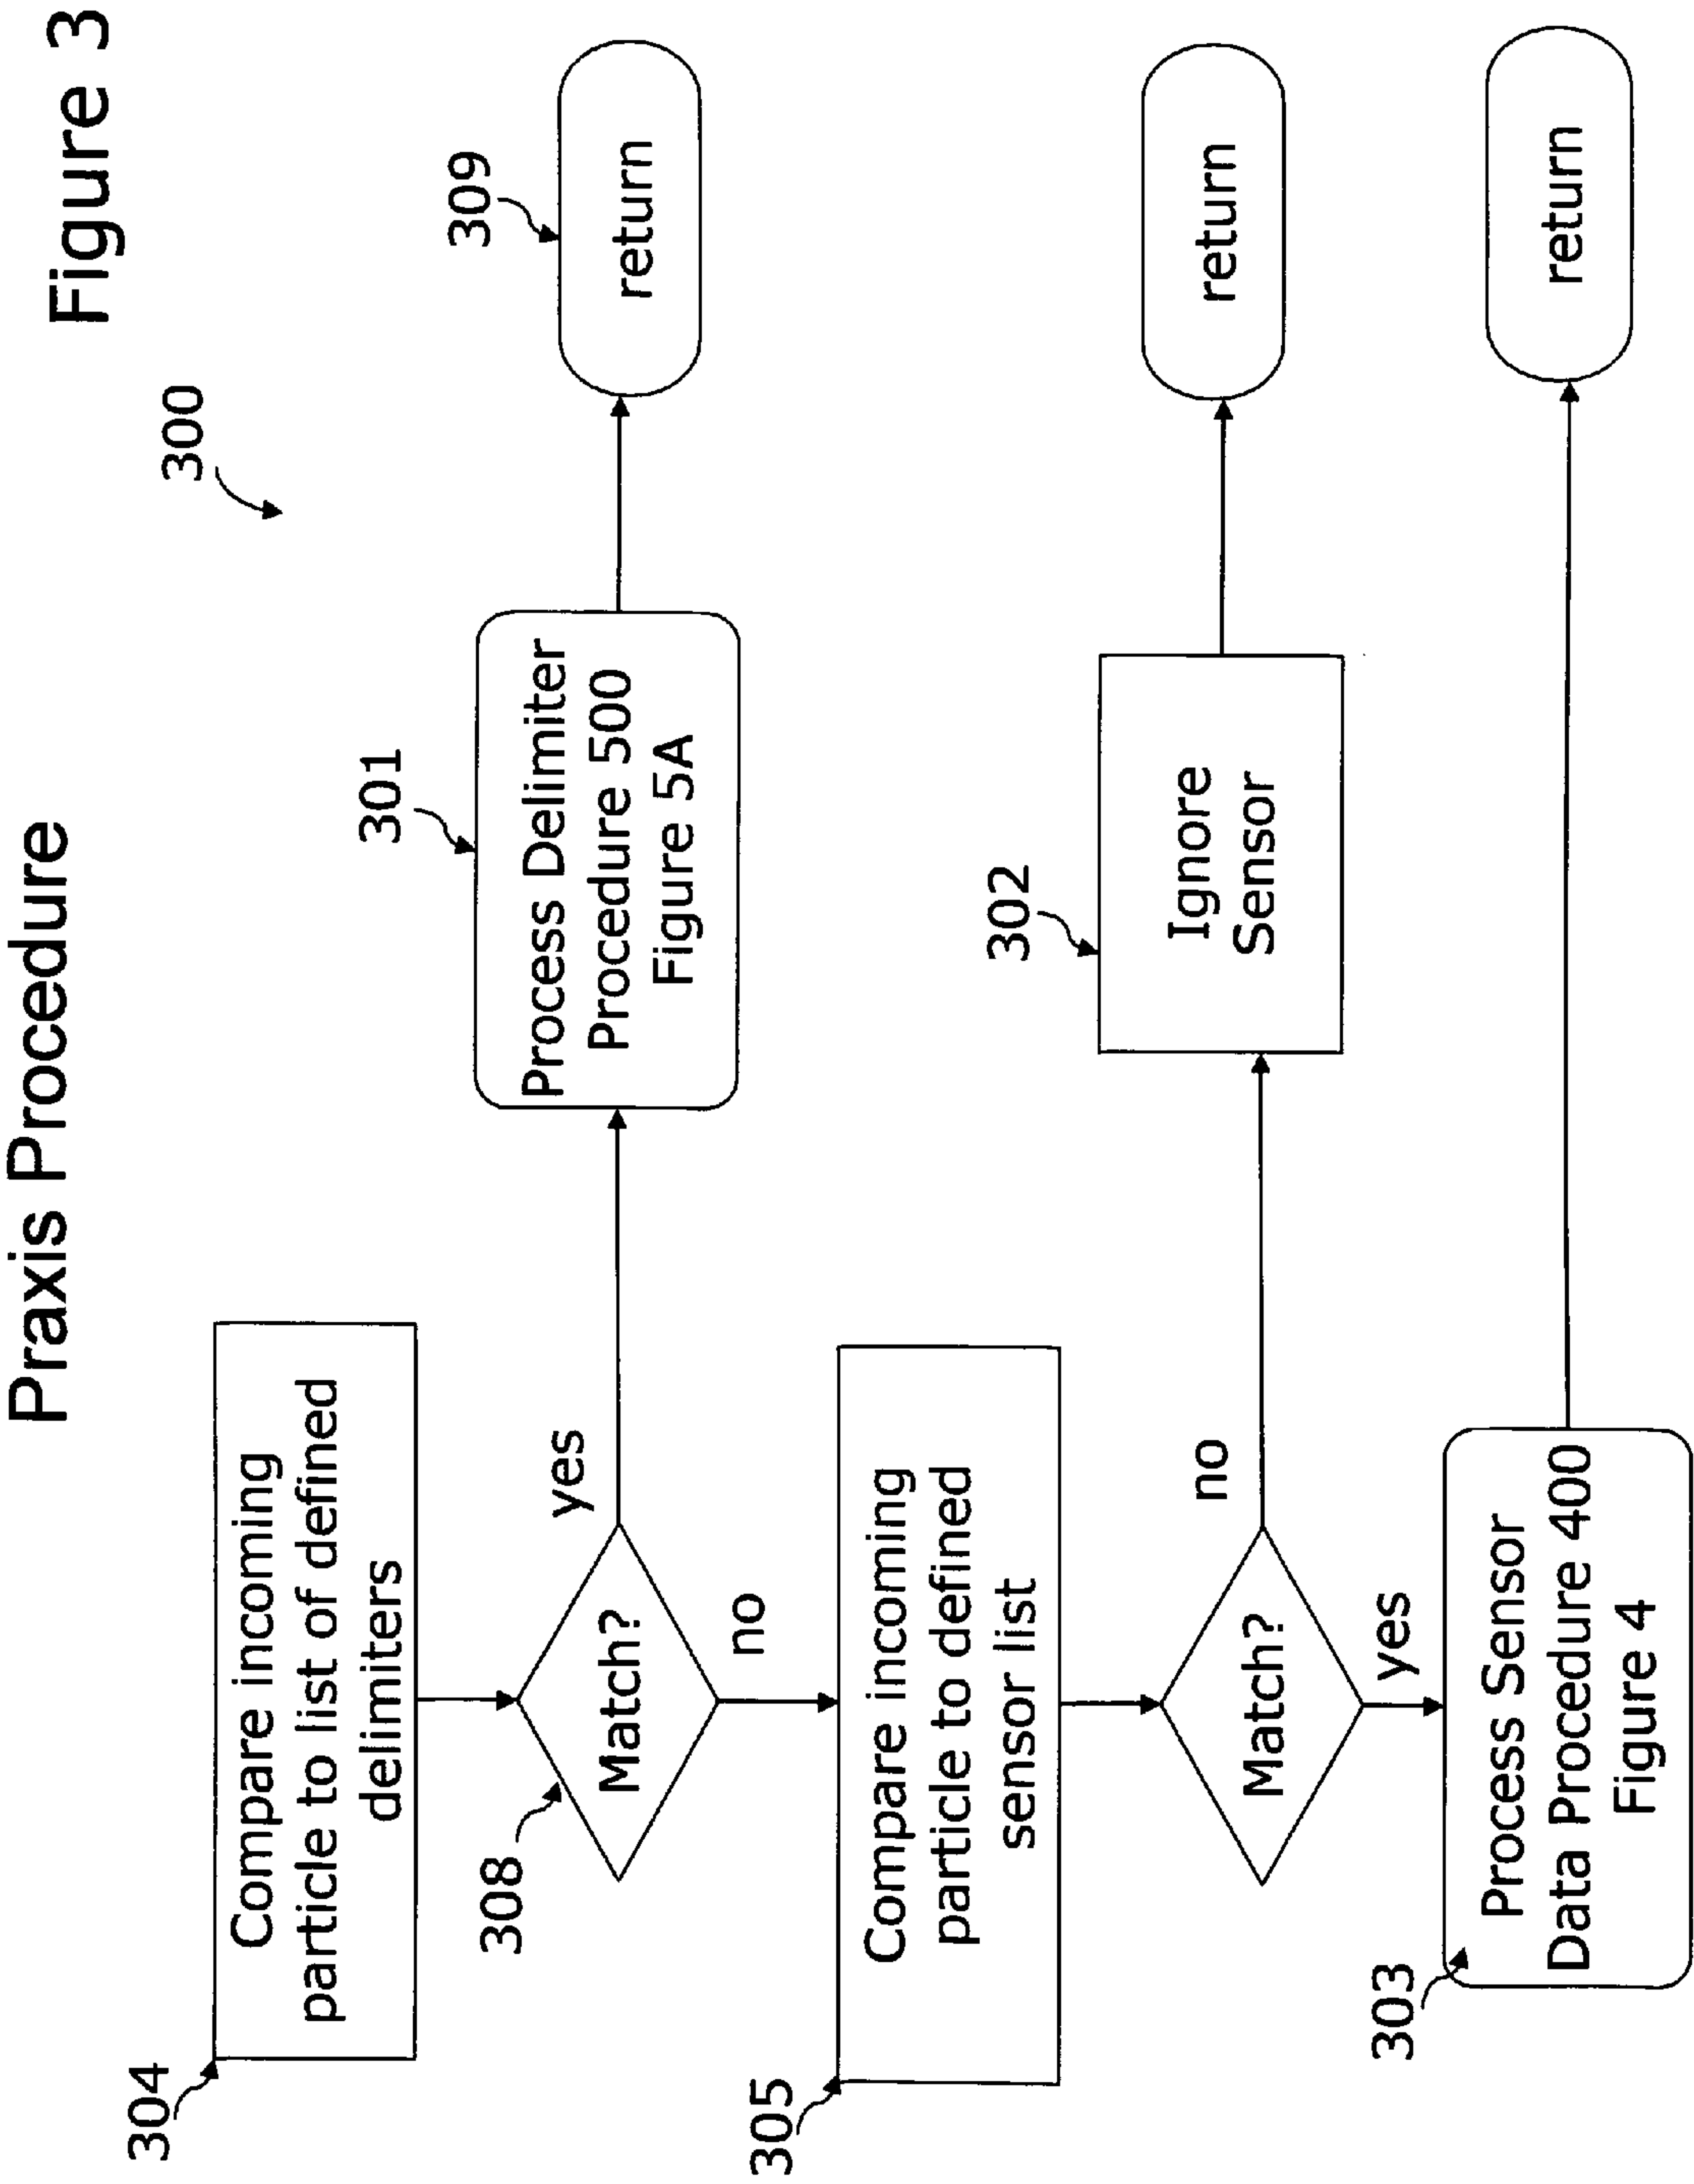 Praxis Procedure
Figure 3
300
304
Compare incoming
particle to list of defined
delimiters
308
Match?
yes
301
Process Delimiter
Procedure 500
Figure 5A
309
return
no
305
Compare incoming
particle to defined
sensor list
Match?
no
302
Ignore
Sensor
return
yes
303
Process Sensor
Data Procedure 400
Figure 4
return